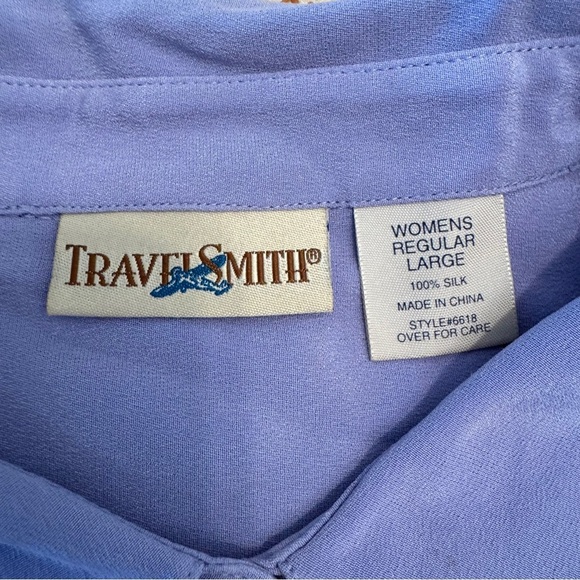 TRAVELSMITH®
WOMENS
REGULAR
LARGE
100% SILK
MADE IN CHINA
STYLE#6618
OVER FOR CARE